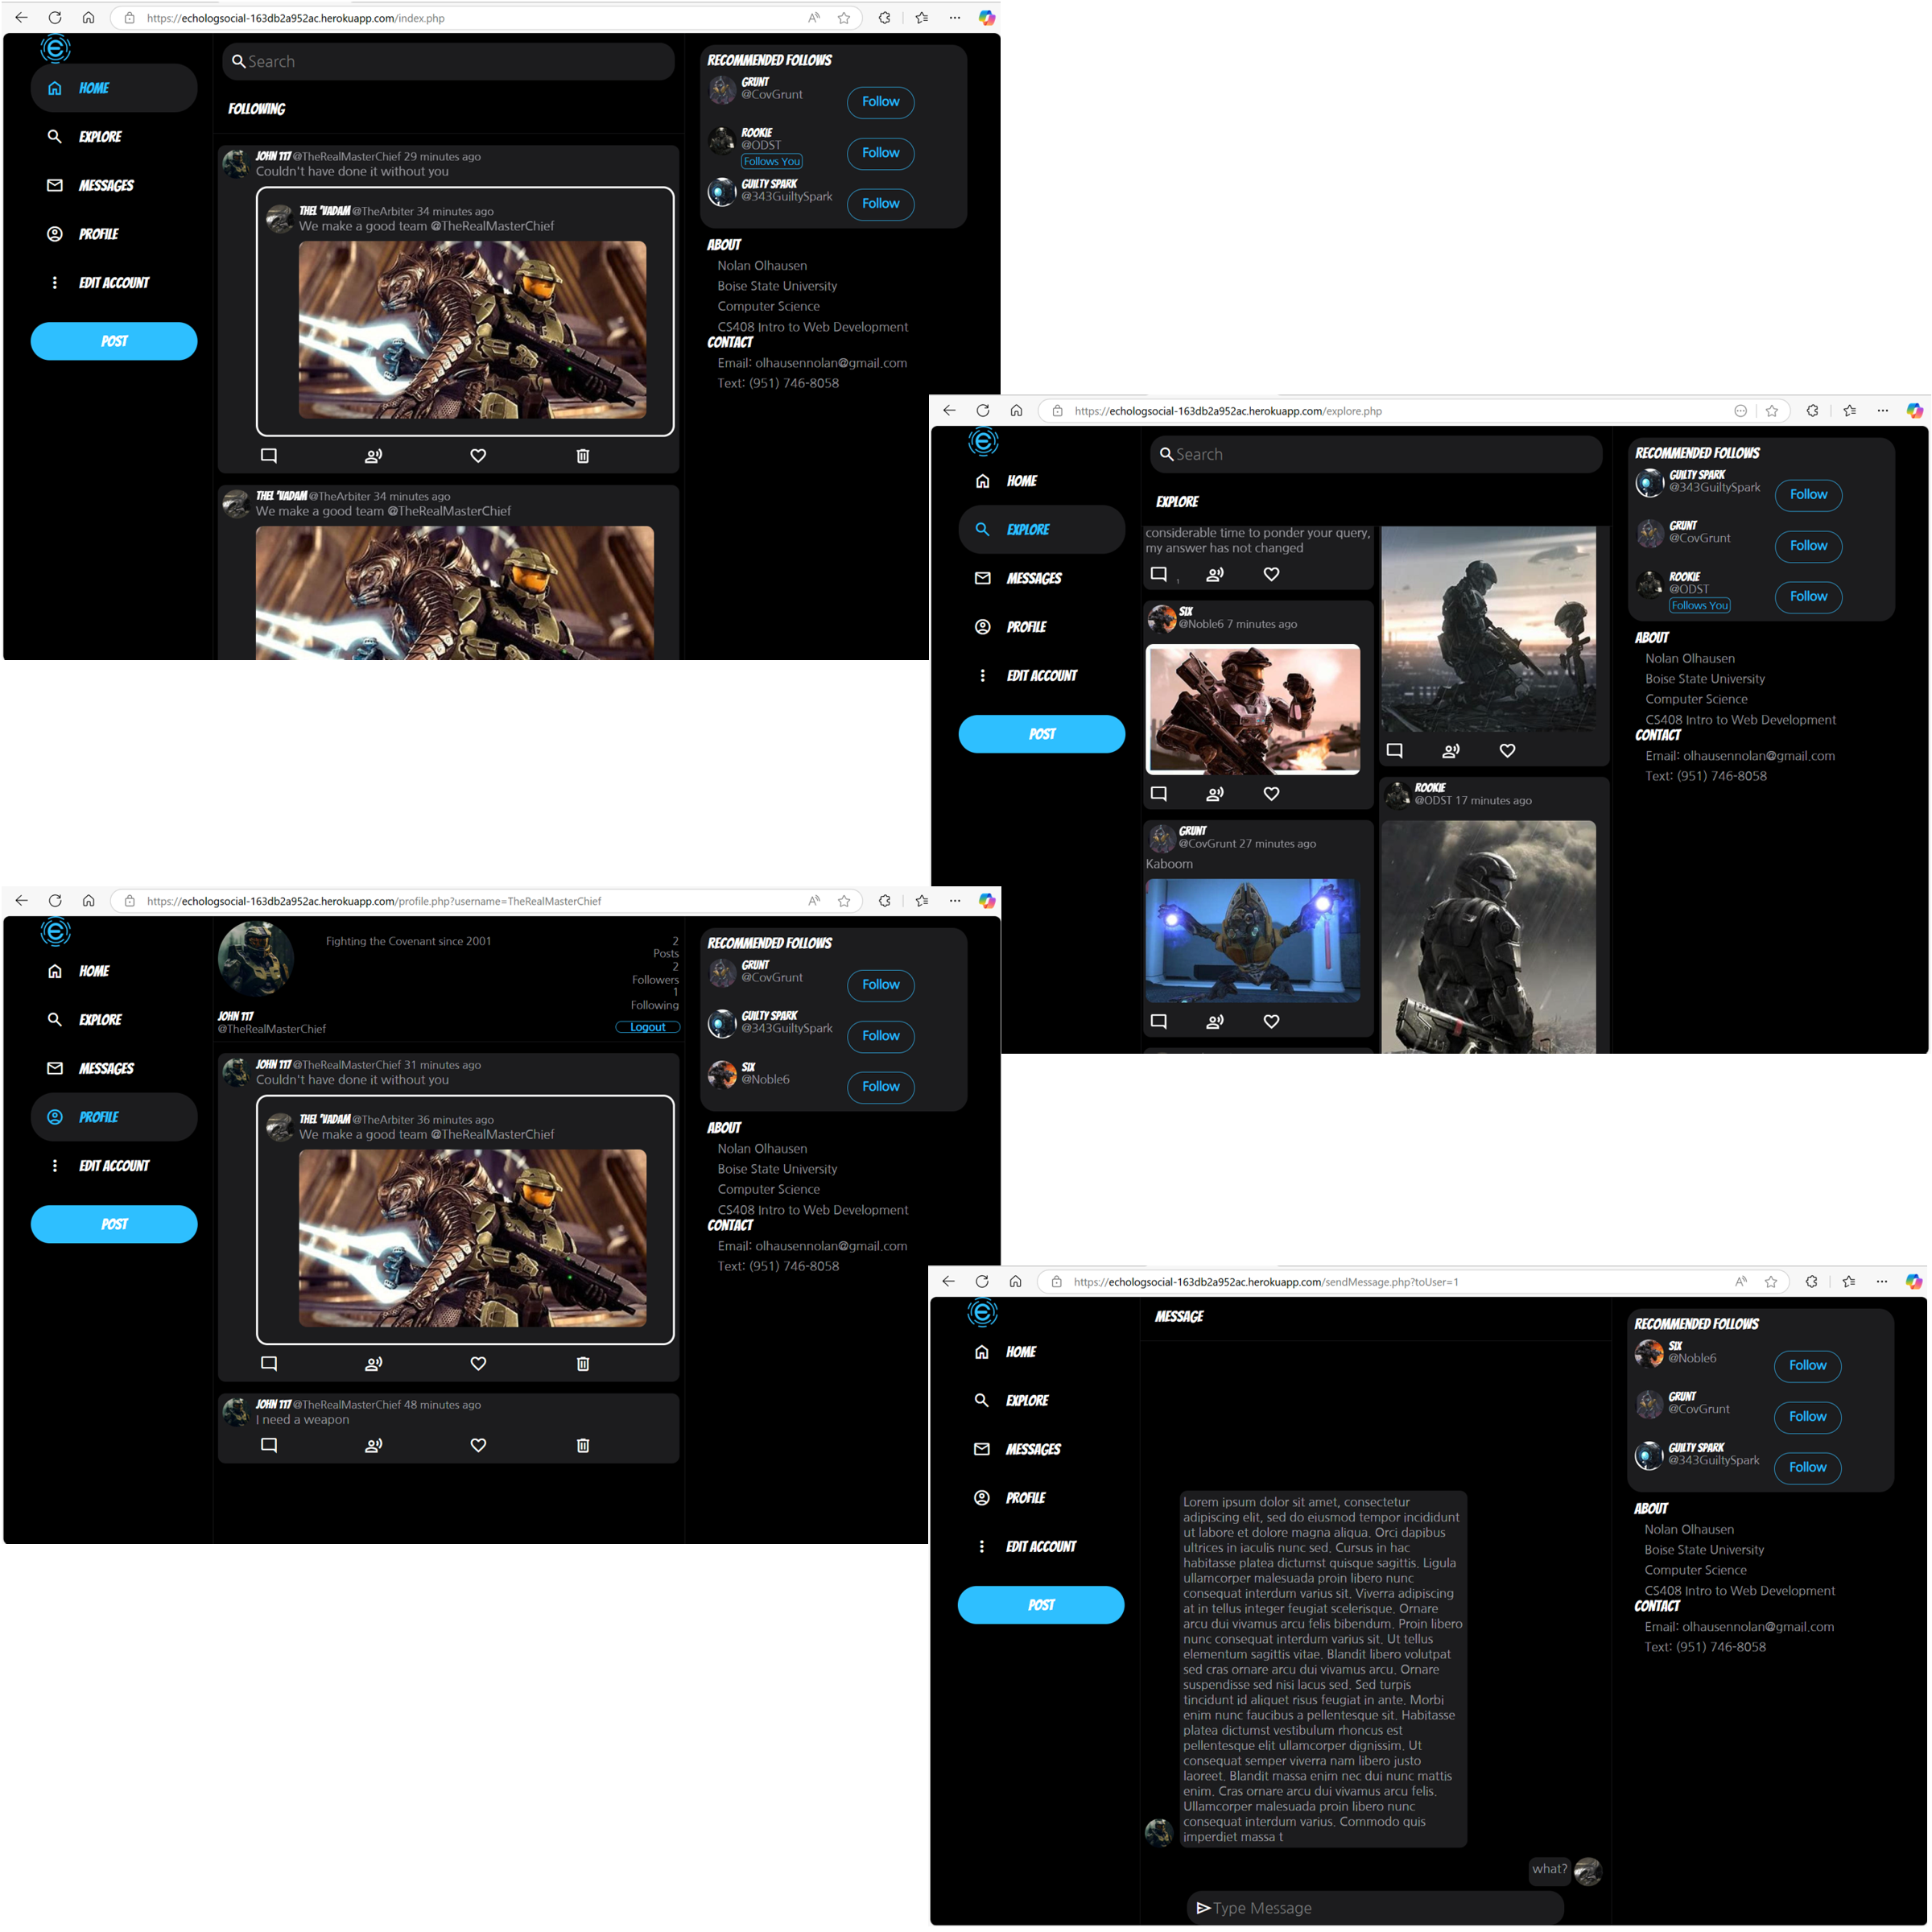 https://echologsocial-163db2a952ac.herokuapp.com/index.php
HOME
EXPLORE
MESSAGES
PROFILE
EDIT ACCOUNT
POST
Search
FOLLOWING
JOHN 117 @TheRealMasterChief 29 minutes ago
Couldn't have done it without you
THEL 'VADAM @TheArbiter 34 minutes ago
We make a good team @TheRealMasterChief
THEL 'VADAM @TheArbiter 34 minutes ago
We make a good team @TheRealMasterChief
RECOMMENDED FOLLOWS
GRUNT
@CovGrunt
Follow
ROOKIE
@ODST
Follows You
Follow
GUILTY SPARK
@343GuiltySpark
Follow
ABOUT
Nolan Olhausen
Boise State University
Computer Science
CS408 Intro to Web Development
CONTACT
Email: olhausennolan@gmail.com
Text: (951) 746-8058
https://echologsocial-163db2a952ac.herokuapp.com/explore.php
HOME
EXPLORE
MESSAGES
PROFILE
EDIT ACCOUNT
POST
Search
EXPLORE
considerable time to ponder your query,
my answer has not changed
1
SIX
@Noble6 7 minutes ago
GRUNT
@CovGrunt 27 minutes ago
Kaboom
ROOKIE
@ODST 17 minutes ago
RECOMMENDED FOLLOWS
GUILTY SPARK
@343GuiltySpark
Follow
GRUNT
@CovGrunt
Follow
ROOKIE
@ODST
Follows You
Follow
ABOUT
Nolan Olhausen
Boise State University
Computer Science
CS408 Intro to Web Development
CONTACT
Email: olhausennolan@gmail.com
Text: (951) 746-8058
https://echologsocial-163db2a952ac.herokuapp.com/profile.php?username=TheRealMasterChief
HOME
EXPLORE
MESSAGES
PROFILE
EDIT ACCOUNT
POST
Fighting the Covenant since 2001
2
Posts
2
Followers
1
Following
JOHN 117
@TheRealMasterChief
Logout
JOHN 117 @TheRealMasterChief 31 minutes ago
Couldn't have done it without you
THEL 'VADAM @TheArbiter 36 minutes ago
We make a good team @TheRealMasterChief
JOHN 117 @TheRealMasterChief 48 minutes ago
I need a weapon
RECOMMENDED FOLLOWS
GRUNT
@CovGrunt
Follow
GUILTY SPARK
@343GuiltySpark
Follow
SIX
@Noble6
Follow
ABOUT
Nolan Olhausen
Boise State University
Computer Science
CS408 Intro to Web Development
CONTACT
Email: olhausennolan@gmail.com
Text: (951) 746-8058
https://echologsocial-163db2a952ac.herokuapp.com/sendMessage.php?toUser=1
HOME
EXPLORE
MESSAGES
PROFILE
EDIT ACCOUNT
POST
MESSAGE
Lorem ipsum dolor sit amet, consectetur
adipiscing elit, sed do eiusmod tempor incididunt
ut labore et dolore magna aliqua. Orci dapibus
ultrices in iaculis nunc sed. Cursus in hac
habitasse platea dictumst quisque sagittis. Ligula
ullamcorper malesuada proin libero nunc
consequat interdum varius sit. Viverra adipiscing
at in tellus integer feugiat scelerisque. Ornare
arcu dui vivamus arcu felis bibendum. Proin libero
nunc consequat interdum varius sit. Ut tellus
elementum sagittis vitae. Blandit libero volutpat
sed cras ornare arcu dui vivamus arcu. Ornare
suspendisse sed nisi lacus sed. Sed turpis
tincidunt id aliquet risus feugiat in ante. Morbi
enim nunc faucibus a pellentesque sit. Habitasse
platea dictumst vestibulum rhoncus est
pellentesque elit ullamcorper dignissim. Ut
consequat semper viverra nam libero justo
laoreet. Blandit massa enim nec dui nunc mattis
enim. Cras ornare arcu dui vivamus arcu felis.
Ullamcorper malesuada proin libero nunc
consequat interdum varius. Commodo quis
imperdiet massa t
what?
Type Message
RECOMMENDED FOLLOWS
SIX
@Noble6
Follow
GRUNT
@CovGrunt
Follow
GUILTY SPARK
@343GuiltySpark
Follow
ABOUT
Nolan Olhausen
Boise State University
Computer Science
CS408 Intro to Web Development
CONTACT
Email: olhausennolan@gmail.com
Text: (951) 746-8058